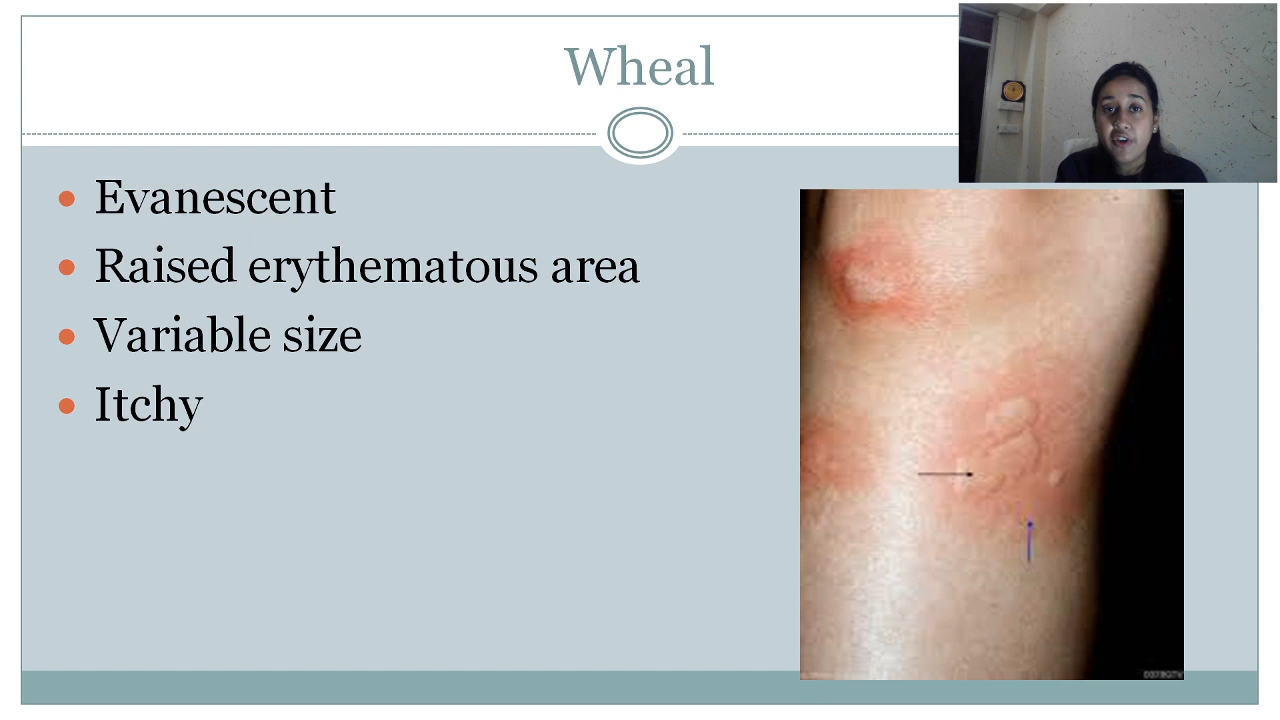 Wheal
Evanescent
Raised erythematous area
Variable size
Itchy